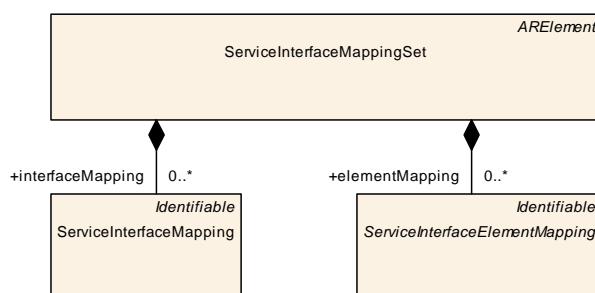 ARElement
ServiceInterfaceMappingSet
+interfaceMapping 0..* +elementMapping 0..*
Identifiable Identifiable
ServiceInterfaceMapping ServiceInterfaceElementMapping